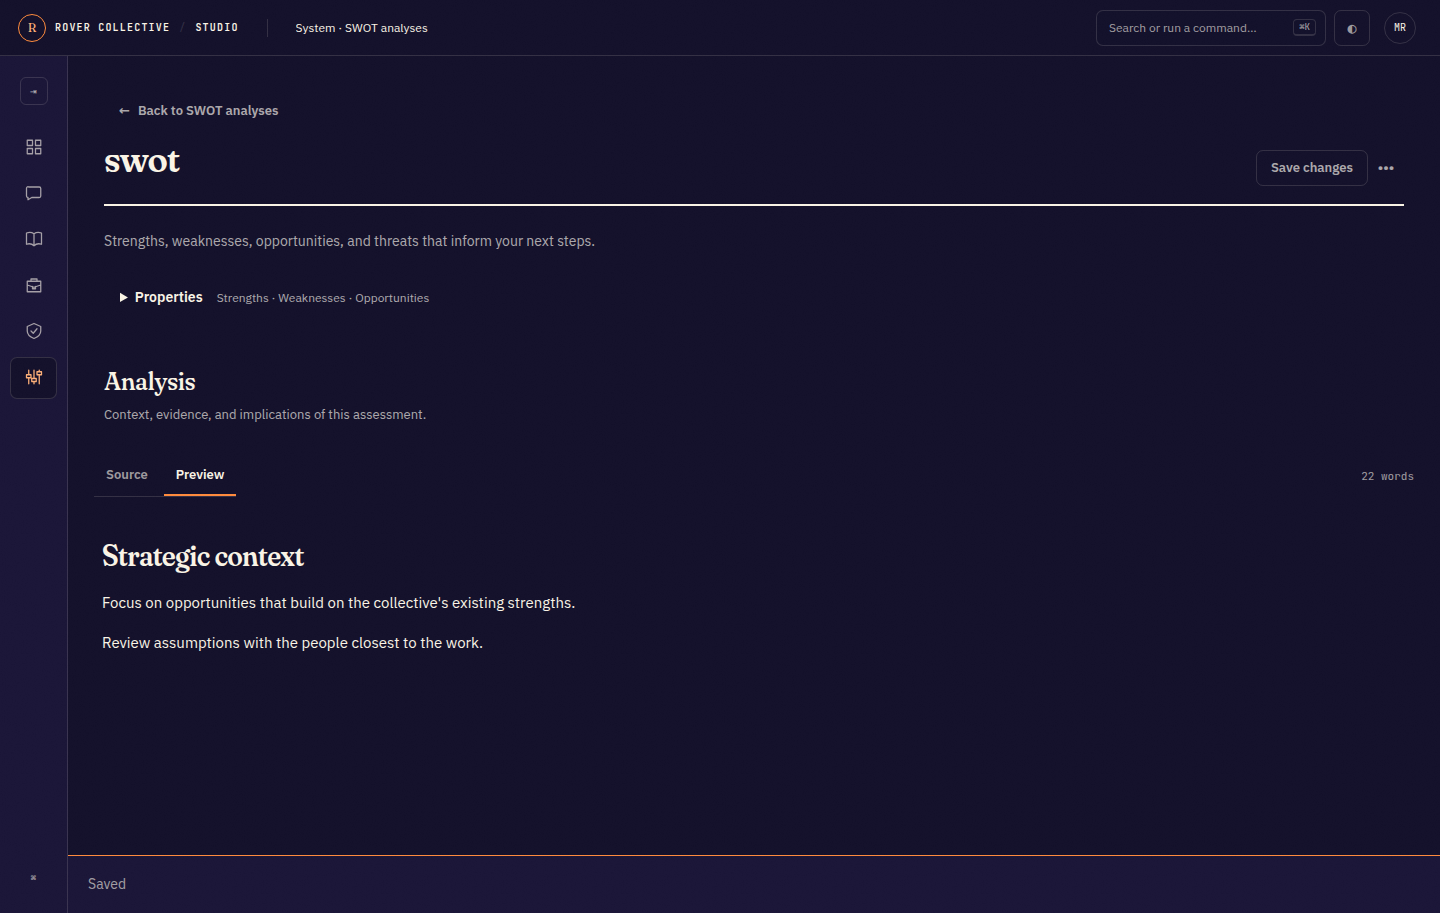 R ROVER COLLECTIVE / STUDIO
System · SWOT analyses
Search or run a command... ⌘K
MR
← Back to SWOT analyses
swot
Save changes
Strengths, weaknesses, opportunities, and threats that inform your next steps.
Properties Strengths · Weaknesses · Opportunities
Analysis
Context, evidence, and implications of this assessment.
Source Preview
22 words
Strategic context
Focus on opportunities that build on the collective's existing strengths.
Review assumptions with the people closest to the work.
⌘
Saved